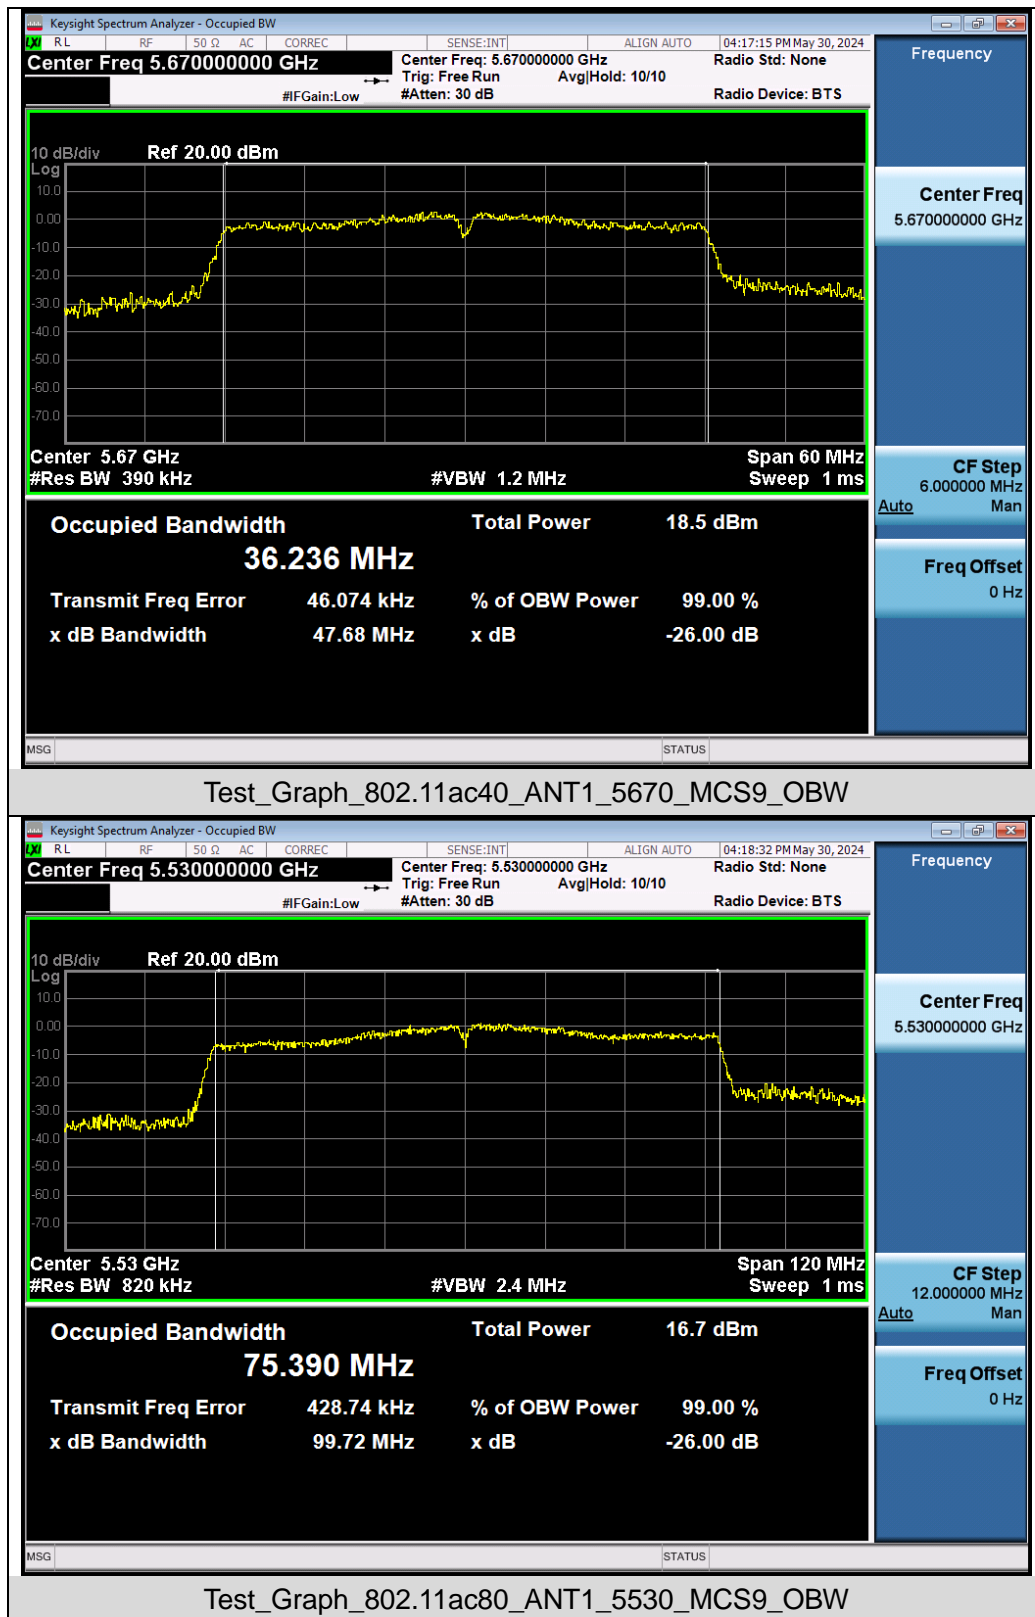 Keysight Spectrum Analyzer - Occupied BW
LXI RL RF 50 Ω AC CORREC SENSE:INT ALIGN AUTO 04:17:15 PM May 30, 2024
Center Freq 5.670000000 GHz Center Freq: 5.670000000 GHz Radio Std: None Frequency
Trig: Free Run Avg|Hold: 10/10
#IFGain:Low #Atten: 30 dB Radio Device: BTS
10 dB/div Ref 20.00 dBm
Log
10.0
0.00
-10.0
-20.0
-30.0
-40.0
-50.0
-60.0
-70.0
Center Freq
5.670000000 GHz
Center 5.67 GHz Span 60 MHz
#Res BW 390 kHz #VBW 1.2 MHz Sweep 1 ms
CF Step
6.000000 MHz
Auto Man
Occupied Bandwidth Total Power 18.5 dBm
36.236 MHz
Freq Offset
0 Hz
Transmit Freq Error 46.074 kHz % of OBW Power 99.00 %
x dB Bandwidth 47.68 MHz x dB -26.00 dB
MSG STATUS
Test_Graph_802.11ac40_ANT1_5670_MCS9_OBW
Keysight Spectrum Analyzer - Occupied BW
LXI RL RF 50 Ω AC CORREC SENSE:INT ALIGN AUTO 04:18:32 PM May 30, 2024
Center Freq 5.530000000 GHz Center Freq: 5.530000000 GHz Radio Std: None Frequency
Trig: Free Run Avg|Hold: 10/10
#IFGain:Low #Atten: 30 dB Radio Device: BTS
10 dB/div Ref 20.00 dBm
Log
10.0
0.00
-10.0
-20.0
-30.0
-40.0
-50.0
-60.0
-70.0
Center Freq
5.530000000 GHz
Center 5.53 GHz Span 120 MHz
#Res BW 820 kHz #VBW 2.4 MHz Sweep 1 ms
CF Step
12.000000 MHz
Auto Man
Occupied Bandwidth Total Power 16.7 dBm
75.390 MHz
Freq Offset
0 Hz
Transmit Freq Error 428.74 kHz % of OBW Power 99.00 %
x dB Bandwidth 99.72 MHz x dB -26.00 dB
MSG STATUS
Test_Graph_802.11ac80_ANT1_5530_MCS9_OBW